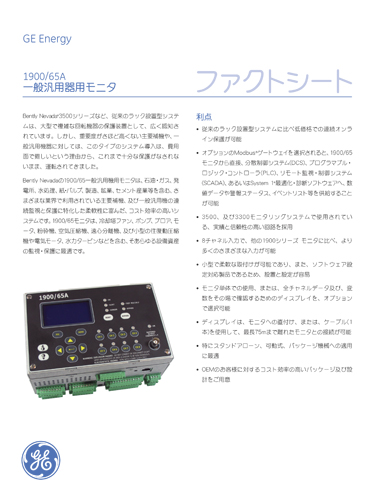 GE Energy
1900/65A
一般汎用器用モニタ
ファクトシート
Bently Nevadaの3500シリーズなど、従来のラック設置型システ
ムは、大型で複雑な回転機器の保護装置として、広く認知さ
れています。しかし、重要度がさほど高くない主要補機や、一
般汎用機器に対しては、このタイプのシステム導入は、費用
面で難しいという理由から、これまで十分な保護がなされな
いまま、運転されてきました。
Bently Nevadaの1900/65一般汎用機用モニタは、石油・ガス、発
電所、水処理、紙パルプ、製造、鉱業、セメント産業等を含む、さ
まざまな業界で利用されている主要補機、及び一般汎用機の連
続監視と保護に特化した柔軟性に富んだ、コスト効率の高いシ
ステムです。1900/65モニタは、冷却塔ファン、ポンプ、ブロア、モ
ータ、粉砕機、空気圧縮機、遠心分離機、及び小型の往復動圧縮
機や電気モータ、水力タービンなどを含む、そあらゆる設備資産
の監視・保護に最適です。
利点
• 従来のラック設置型システムに比べ低価格での連続オンラ
イン保護が可能
• オプションのModbus®ゲートウェイを選択されると、1900/65
モニタから直接、分散制御システム(DCS)、プログラマブル・
ロジック・コントローラ(PLC)、リモート監視・制御システム
(SCADA)、あるいはSystem 1®最適化・診断ソフトウェアへ、数
値データや警報ステータス、イベントリスト等を供給すること
が可能
• 3500、及び3300モニタリングシステムで使用されてい
る、実績と信頼性の高い回路を採用
• 8チャネル入力で、他の1900シリーズ モニタに比べ、より
多くのさまざまな入力が可能
• 小型で柔軟な取付けが可能であり、また、ソフトウェア設
定対応製品であるため、設置と設定が容易
• モニタ単体での使用、または、全チャネルデータ及び、変
数をその場で確認するためのディスプレイを、オプション
で選択可能
• ディスプレイは、モニタへの直付け、または、ケーブル(1
本)を使用して、最長75mまで離れたモニタとの接続が可能
• 特にスタンドアローン、可動式、パッケージ機械への適用
に最適
• OEMのお客様に対するコスト効率の高いパッケージ及び設
計をご用意
1900/65A